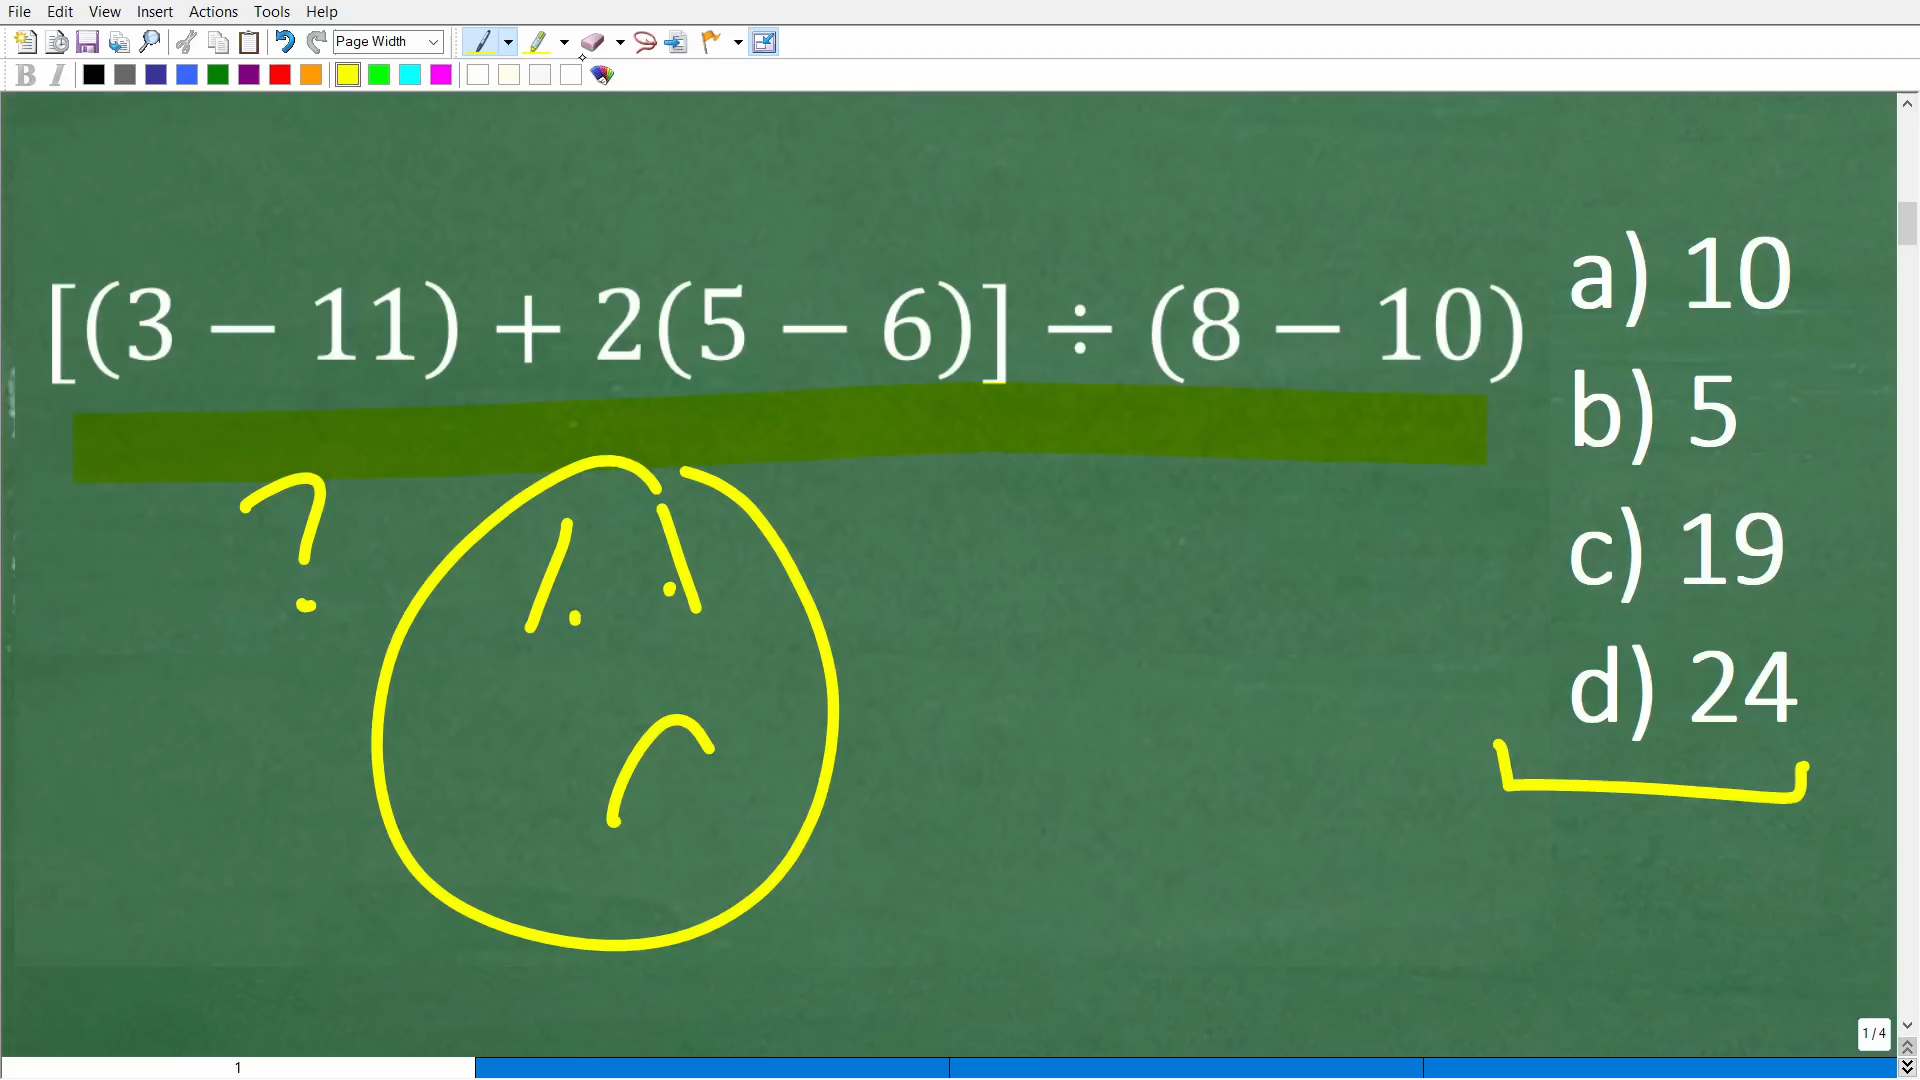 File Edit View Insert Actions Tools Help
Page Width
B I
[(3 − 11) + 2(5 − 6)] ÷ (8 − 10)
a) 10
b) 5
c) 19
d) 24
?
1 / 4
1